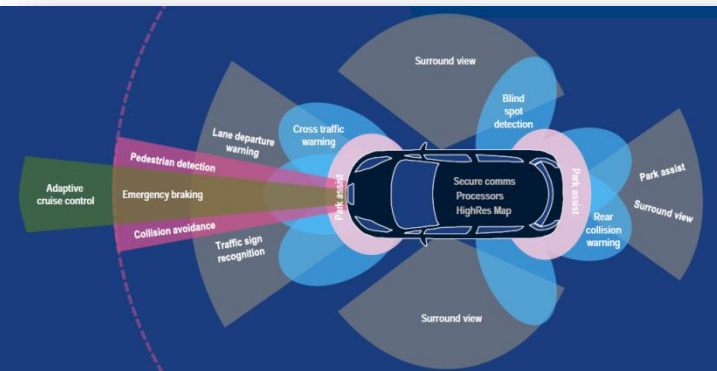 Surround view
Blind
spot
detection
Lane departure
warning
Cross traffic
warning
Pedestrian detection
Adaptive
cruise control
Emergency braking
Park assist
Secure comms
Processors
HighRes Map
Park assist
Park assist
Surround view
Collision avoidance
Traffic sign
recognition
Rear
collision
warning
Surround view